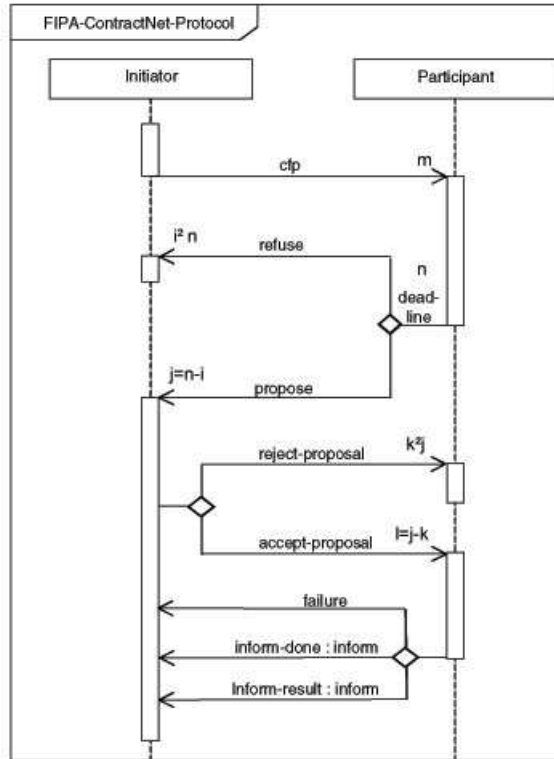 FIPA-ContractNet-Protocol
Initiator
Participant
cfp
m
i² n
refuse
n
dead-
line
j=n-i
propose
reject-proposal
k²j
accept-proposal
l=j-k
failure
inform-done : inform
Inform-result : inform